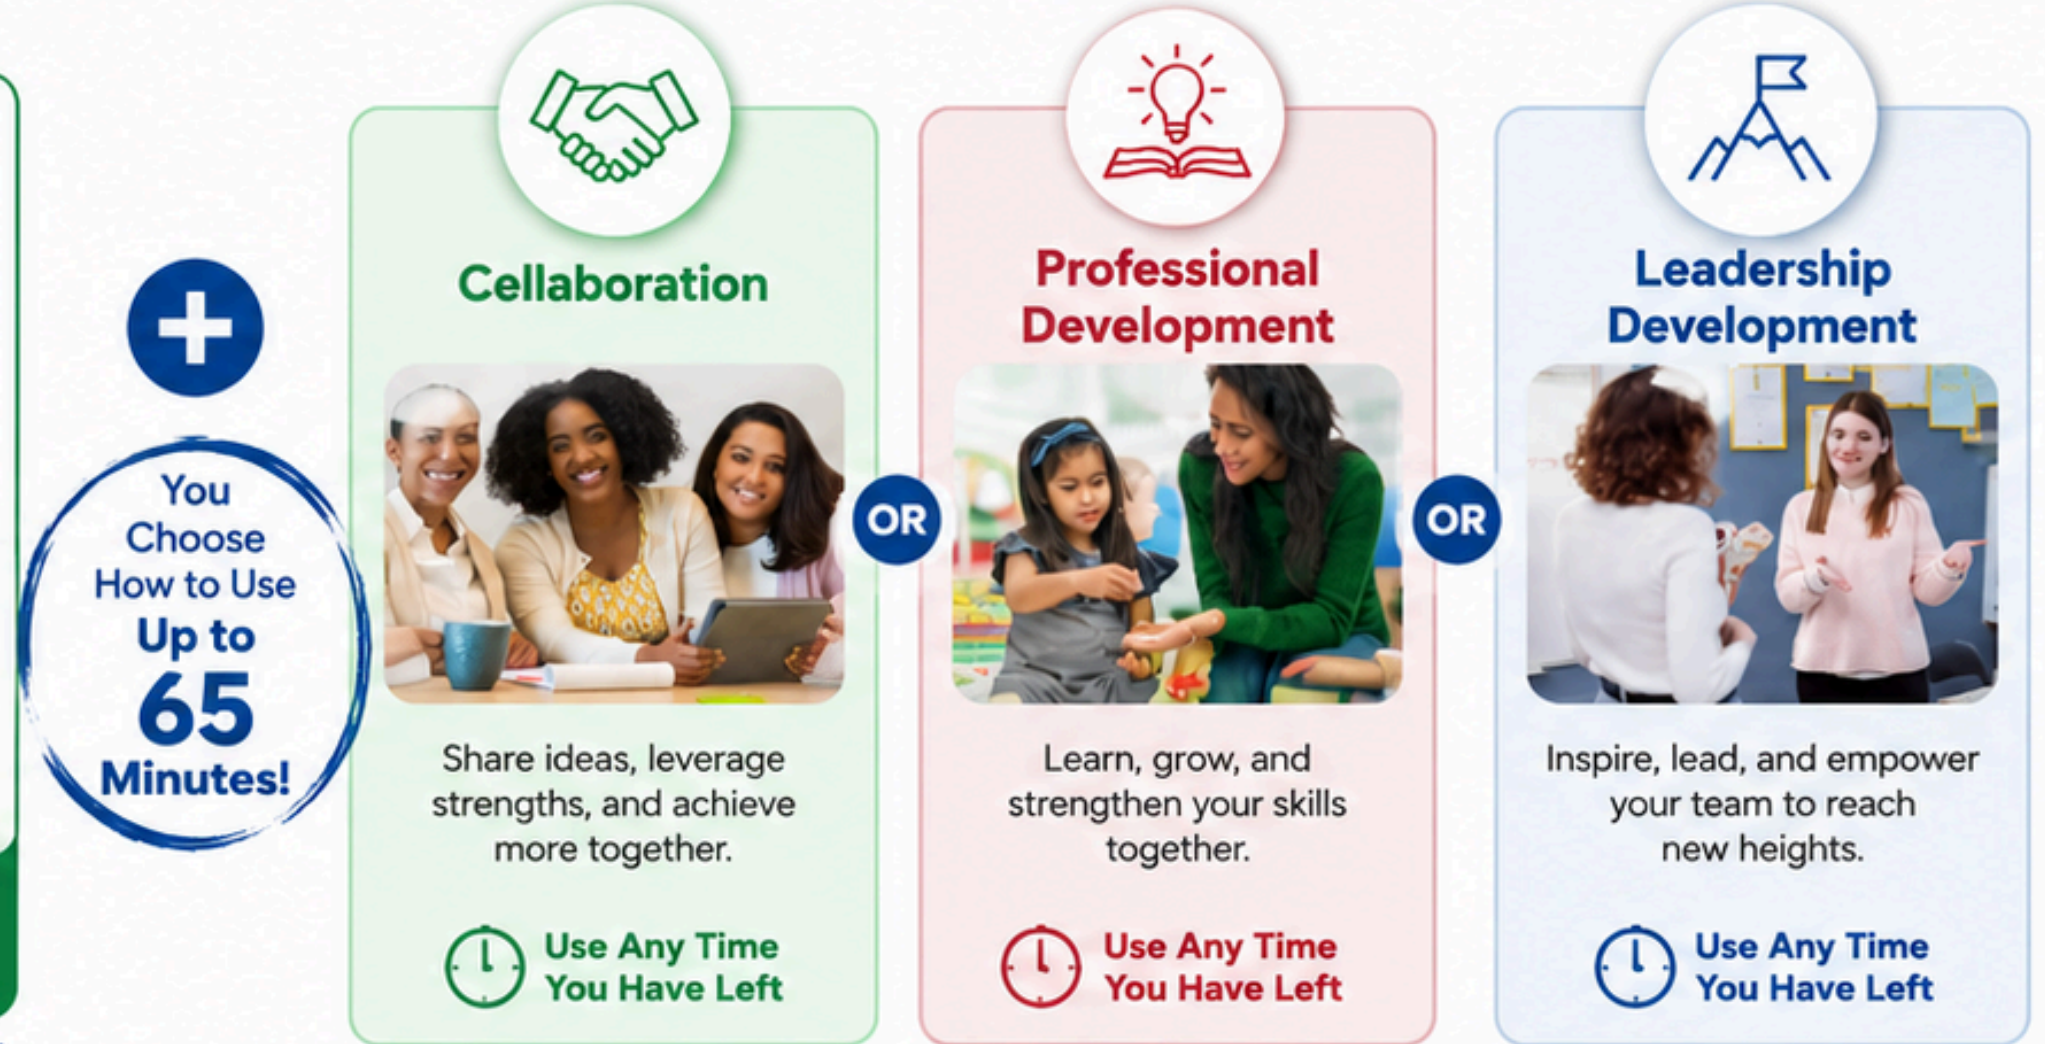 You
Choose
How to Use
Up to
65
Minutes!
Cellaboration
Share ideas, leverage
strengths, and achieve
more together.
Use Any Time
You Have Left
OR
Professional
Development
Learn, grow, and
strengthen your skills
together.
Use Any Time
You Have Left
OR
Leadership
Development
Inspire, lead, and empower
your team to reach
new heights.
Use Any Time
You Have Left